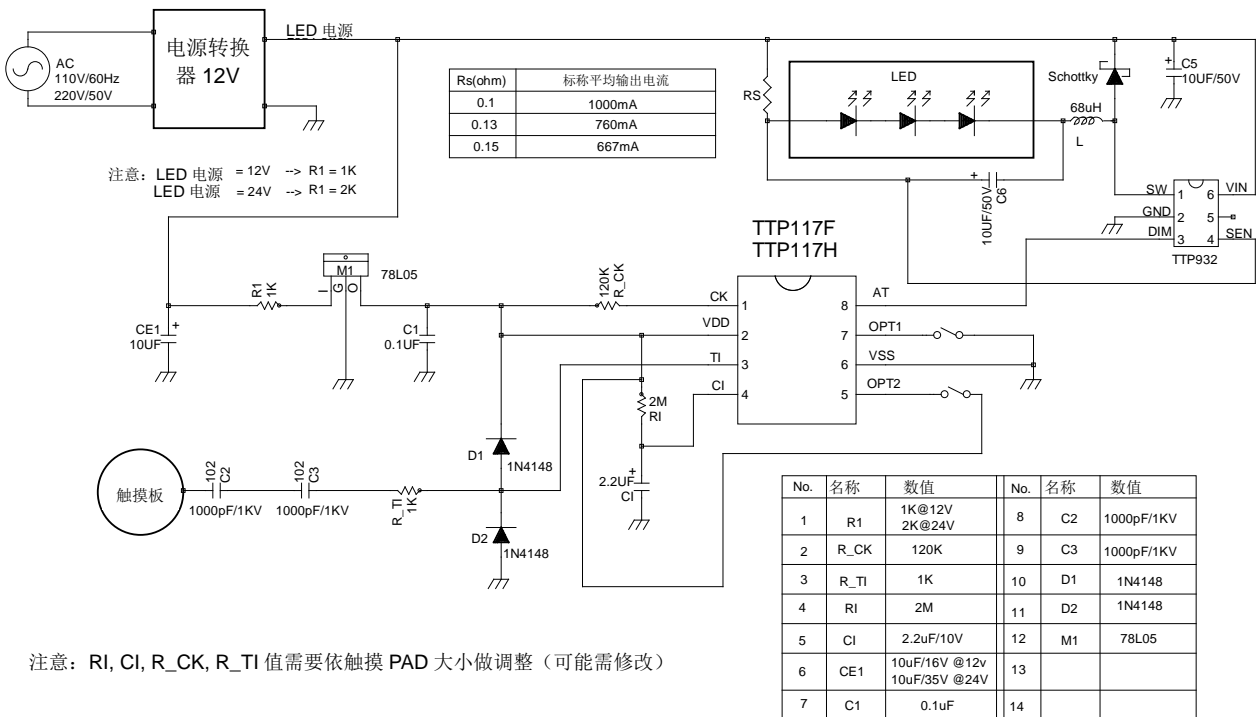 LED 电源
电源转换
器 12V
AC
110V/60Hz
220V/50V
注意：LED 电源 = 12V --> R1 = 1K
LED 电源 = 24V --> R1 = 2K
Rs(ohm) 标称平均输出电流
0.1 1000mA
0.13 760mA
0.15 667mA
RS
LED
Schottky
C5
+
10UF/50V
68uH
L
+
10UF/50V
C6
SW 1 6 VIN
GND 2 5
DIM 3 4 SEN
TTP932
TTP117F
TTP117H
M1
78L05
I G O
R1
1K
CE1
+
10UF
C1
0.1UF
120K
R_CK
CK 1 8 AT
VDD 2 7 OPT1
TI 3 6 VSS
CI 4 5 OPT2
2M
RI
2.2UF
+
CI
D1
1N4148
D2
1N4148
触摸板
102
C2
1000pF/1KV
102
C3
1000pF/1KV
R_TI
1K
No. 名称 数值 No. 名称 数值
1 R1 1K@12V 2K@24V 8 C2 1000pF/1KV
2 R_CK 120K 9 C3 1000pF/1KV
3 R_TI 1K 10 D1 1N4148
4 RI 2M 11 D2 1N4148
5 CI 2.2uF/10V 12 M1 78L05
6 CE1 10uF/16V @12v 10uF/35V @24V 13
7 C1 0.1uF 14
注意：RI, CI, R_CK, R_TI 值需要依触摸 PAD 大小做调整（可能需修改）